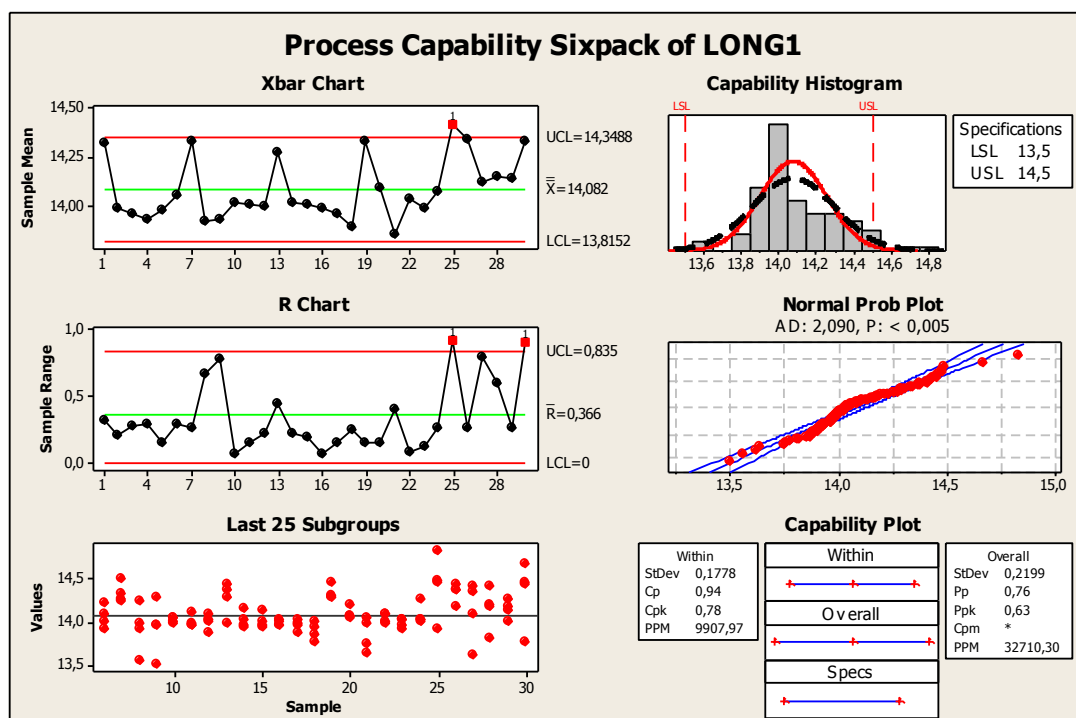 Process Capability Sixpack of LONG1
Xbar Chart
Sample Mean
14,50
14,25
14,00
1
UCL=14,3488
X=14,082
LCL=13,8152
1 4 7 10 13 16 19 22 25 28
Capability Histogram
LSL USL
13,6 13,8 14,0 14,2 14,4 14,6 14,8
Specifications
LSL 13,5
USL 14,5
R Chart
Sample Range
1,0
0,5
0,0
1 1
UCL=0,835
R=0,366
LCL=0
1 4 7 10 13 16 19 22 25 28
Normal Prob Plot
AD: 2,090, P: < 0,005
13,5 14,0 14,5 15,0
Last 25 Subgroups
Values
14,5
14,0
13,5
10 15 20 25 30
Sample
Capability Plot
Within
StDev 0,1778
Cp 0,94
Cpk 0,78
PPM 9907,97
Within
Overall
Specs
Overall
StDev 0,2199
Pp 0,76
Ppk 0,63
Cpm *
PPM 32710,30